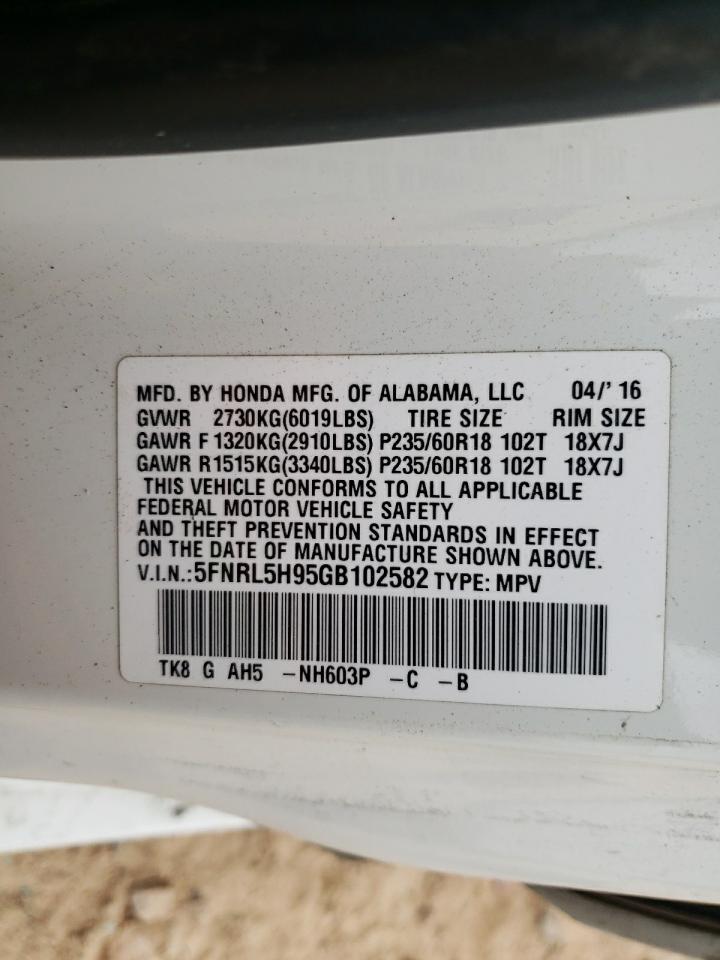 MFD. BY HONDA MFG. OF ALABAMA, LLC 04/'16
GVWR 2730KG(6019LBS) TIRE SIZE RIM SIZE
GAWR F 1320KG(2910LBS) P235/60R18 102T 18X7J
GAWR R1515KG(3340LBS) P235/60R18 102T 18X7J
THIS VEHICLE CONFORMS TO ALL APPLICABLE
FEDERAL MOTOR VEHICLE SAFETY
AND THEFT PREVENTION STANDARDS IN EFFECT
ON THE DATE OF MANUFACTURE SHOWN ABOVE.
V.I.N.:5FNRL5H95GB102582 TYPE: MPV
TK8 G AH5 -NH603P -C -B